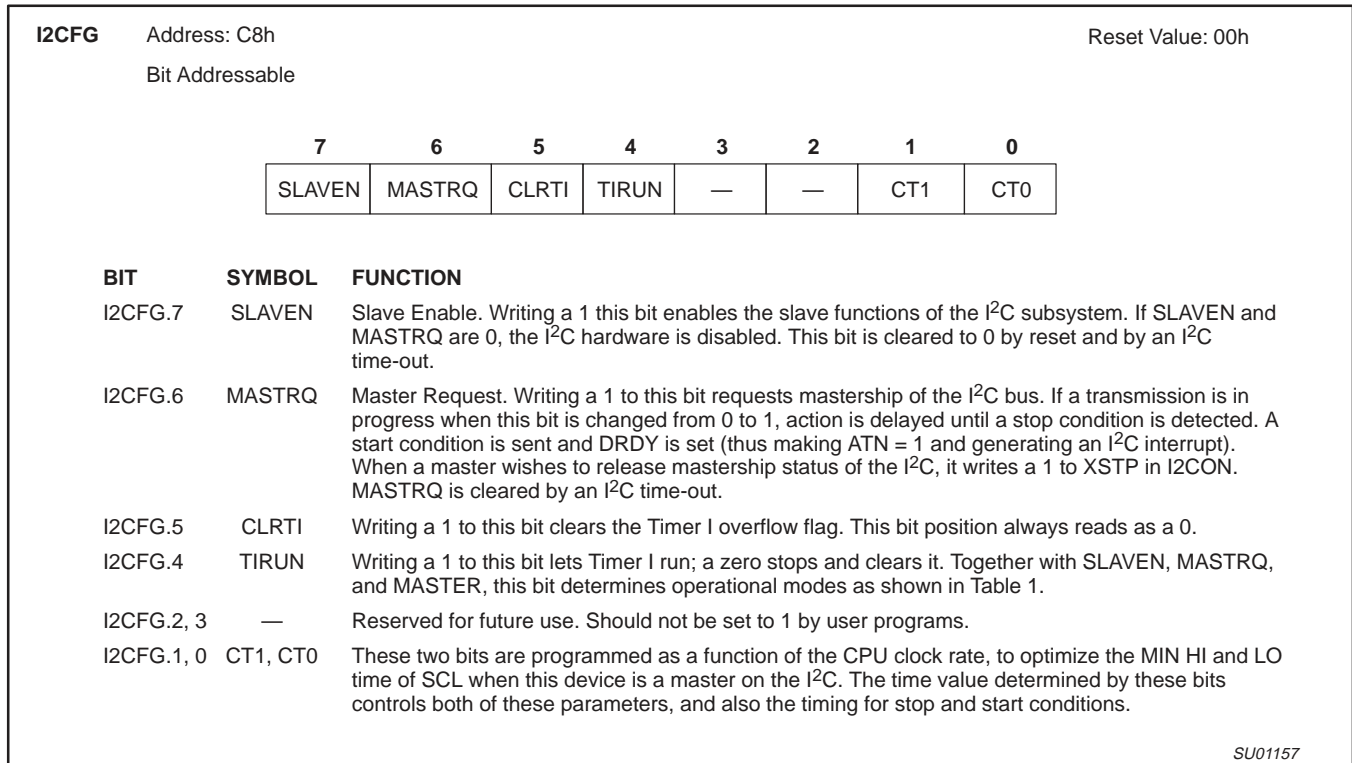 I2CFG Address: C8h Reset Value: 00h
Bit Addressable
7 6 5 4 3 2 1 0
SLAVEN MASTRQ CLRTI TIRUN — — CT1 CT0
BIT SYMBOL FUNCTION
I2CFG.7 SLAVEN Slave Enable. Writing a 1 this bit enables the slave functions of the I2C subsystem. If SLAVEN and
MASTRQ are 0, the I2C hardware is disabled. This bit is cleared to 0 by reset and by an I2C
time-out.
I2CFG.6 MASTRQ Master Request. Writing a 1 to this bit requests mastership of the I2C bus. If a transmission is in
progress when this bit is changed from 0 to 1, action is delayed until a stop condition is detected. A
start condition is sent and DRDY is set (thus making ATN = 1 and generating an I2C interrupt).
When a master wishes to release mastership status of the I2C, it writes a 1 to XSTP in I2CON.
MASTRQ is cleared by an I2C time-out.
I2CFG.5 CLRTI Writing a 1 to this bit clears the Timer I overflow flag. This bit position always reads as a 0.
I2CFG.4 TIRUN Writing a 1 to this bit lets Timer I run; a zero stops and clears it. Together with SLAVEN, MASTRQ,
and MASTER, this bit determines operational modes as shown in Table 1.
I2CFG.2, 3 — Reserved for future use. Should not be set to 1 by user programs.
I2CFG.1, 0 CT1, CT0 These two bits are programmed as a function of the CPU clock rate, to optimize the MIN HI and LO
time of SCL when this device is a master on the I2C. The time value determined by these bits
controls both of these parameters, and also the timing for stop and start conditions.
SU01157